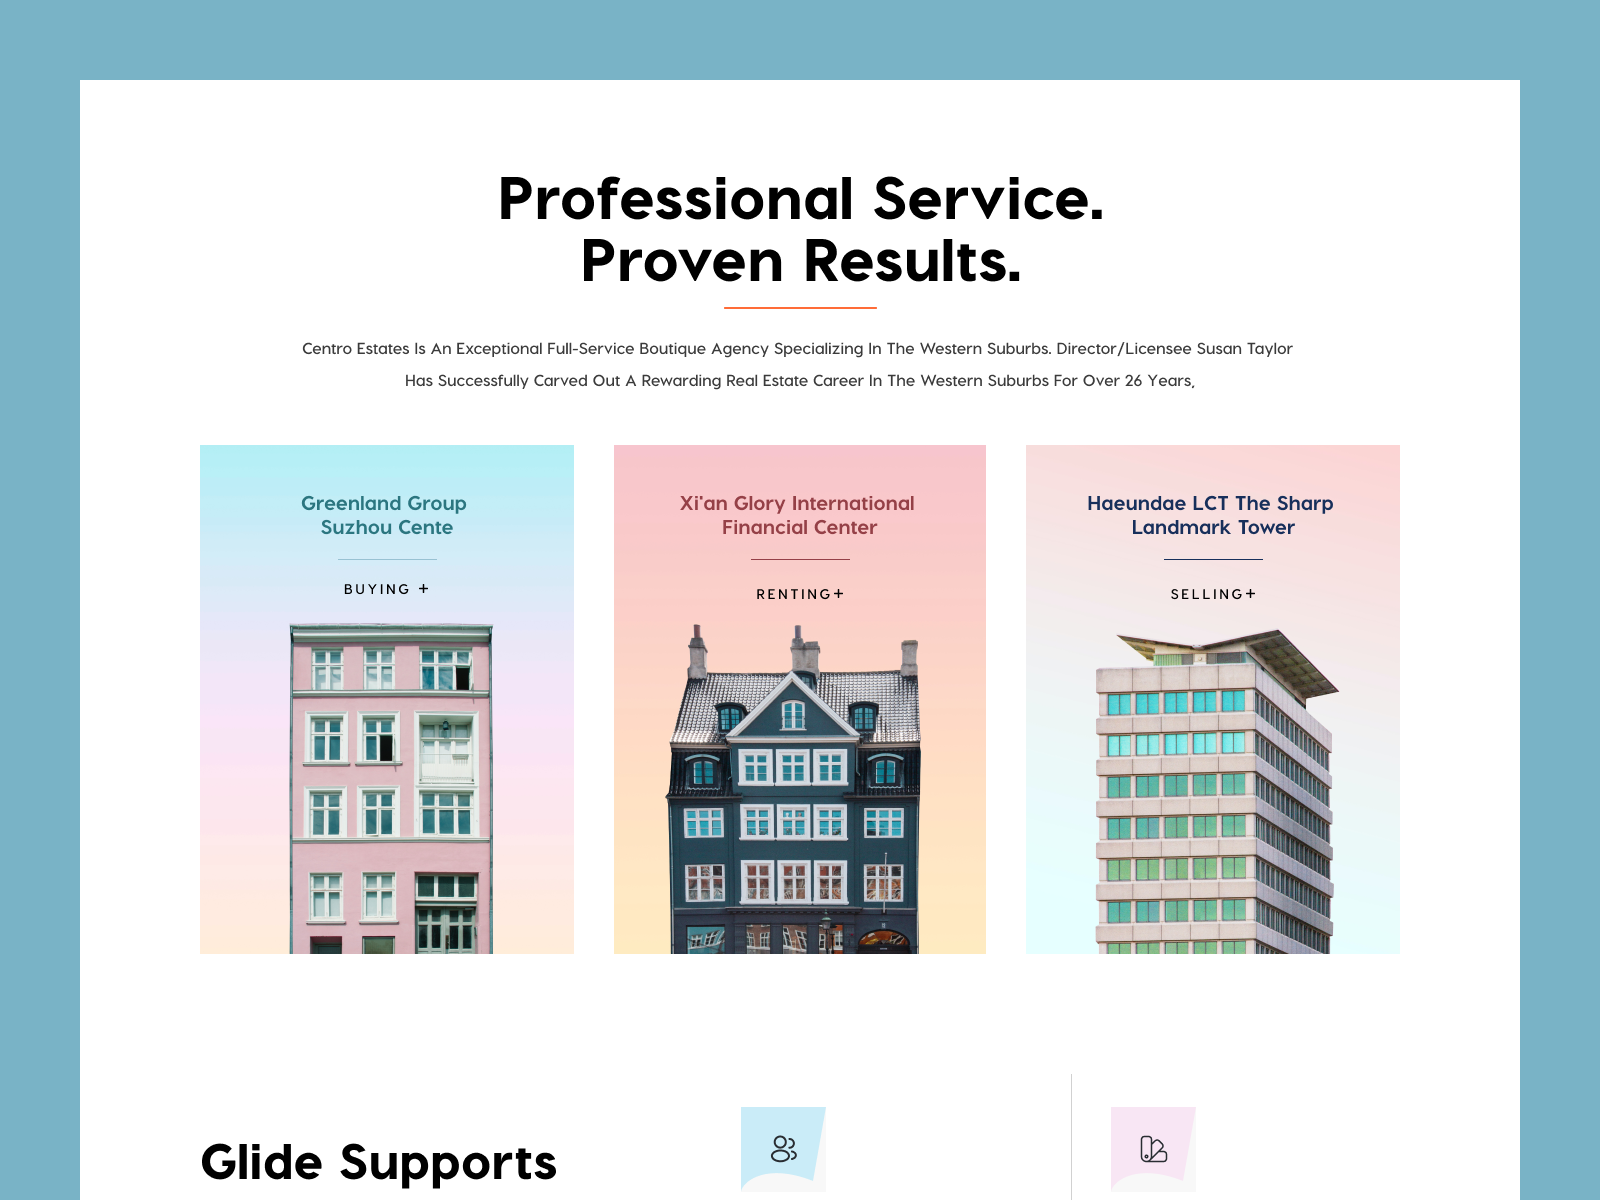 Professional Service.
Proven Results.
Centro Estates Is An Exceptional Full-Service Boutique Agency Specializing In The Western Suburbs. Director/Licensee Susan Taylor
Has Successfully Carved Out A Rewarding Real Estate Career In The Western Suburbs For Over 26 Years,
Greenland Group
Suzhou Cente
BUYING +
Xi'an Glory International
Financial Center
RENTING+
Haeundae LCT The Sharp
Landmark Tower
SELLING+
Glide Supports